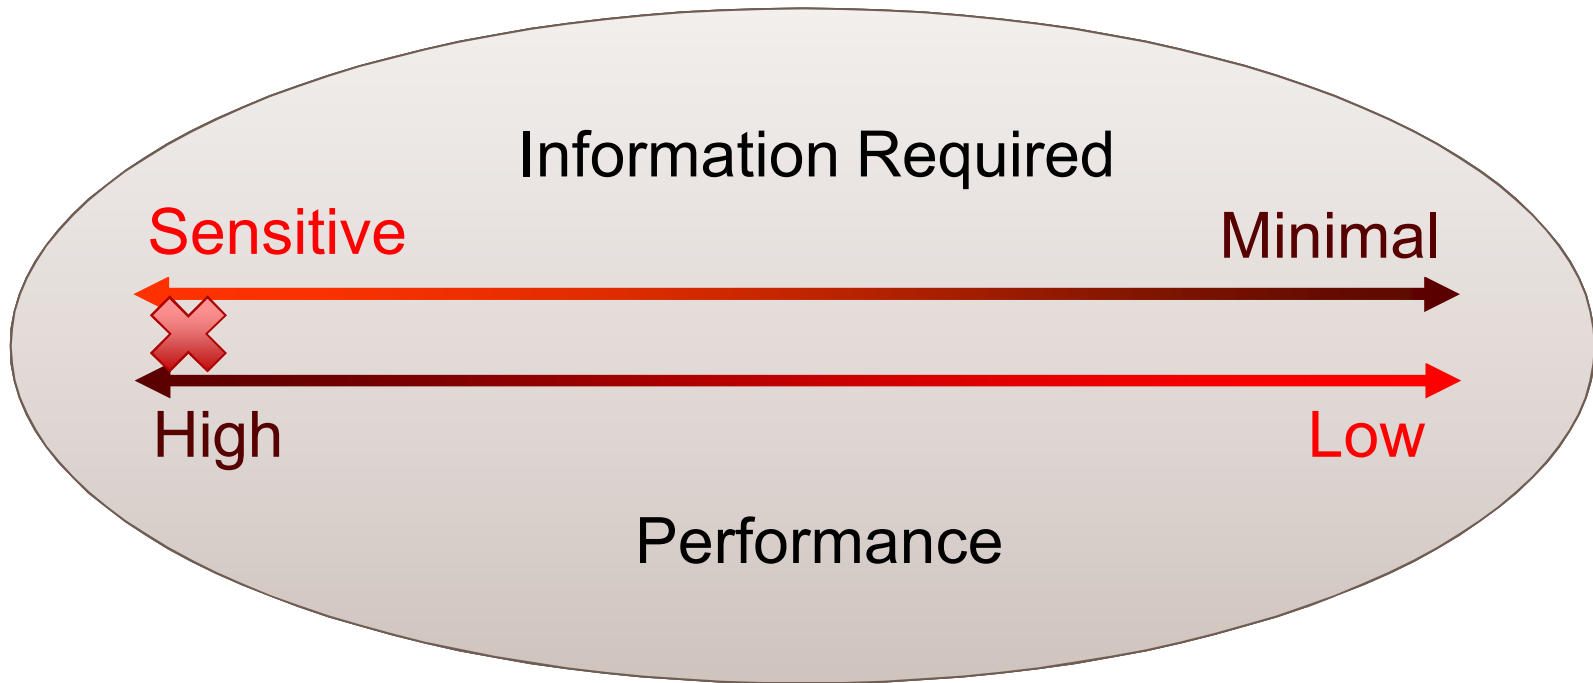 Information Required
Sensitive
Minimal
High
Low
Performance